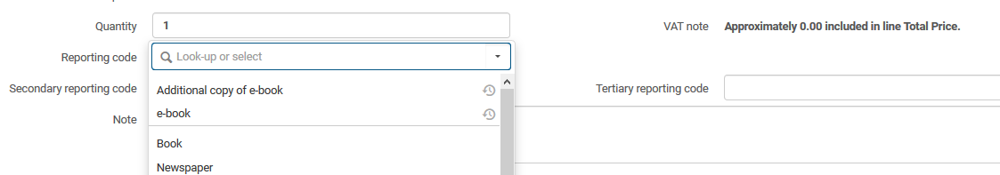 Quantity 1 VAT note Approximately 0.00 included in line Total Price.
Reporting code Look-up or select
Secondary reporting code Additional copy of e-book Tertiary reporting code
e-book
Note
Book
Newspaper